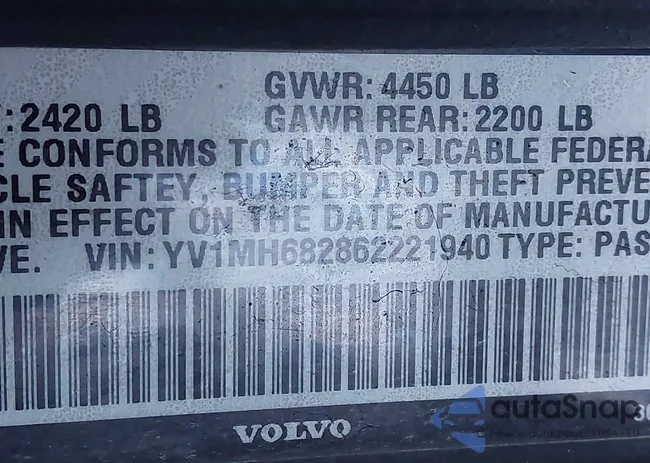 GVWR: 4450 LB
: 2420 LB GAWR REAR: 2200 LB
E CONFORMS TO ALL APPLICABLE FEDERA
CLE SAFTEY, BUMPER AND THEFT PREVE
IN EFFECT ON THE DATE OF MANUFACTU
VE. VIN: YV1MH682862221940 TYPE: PAS
VOLVO
autaSnap